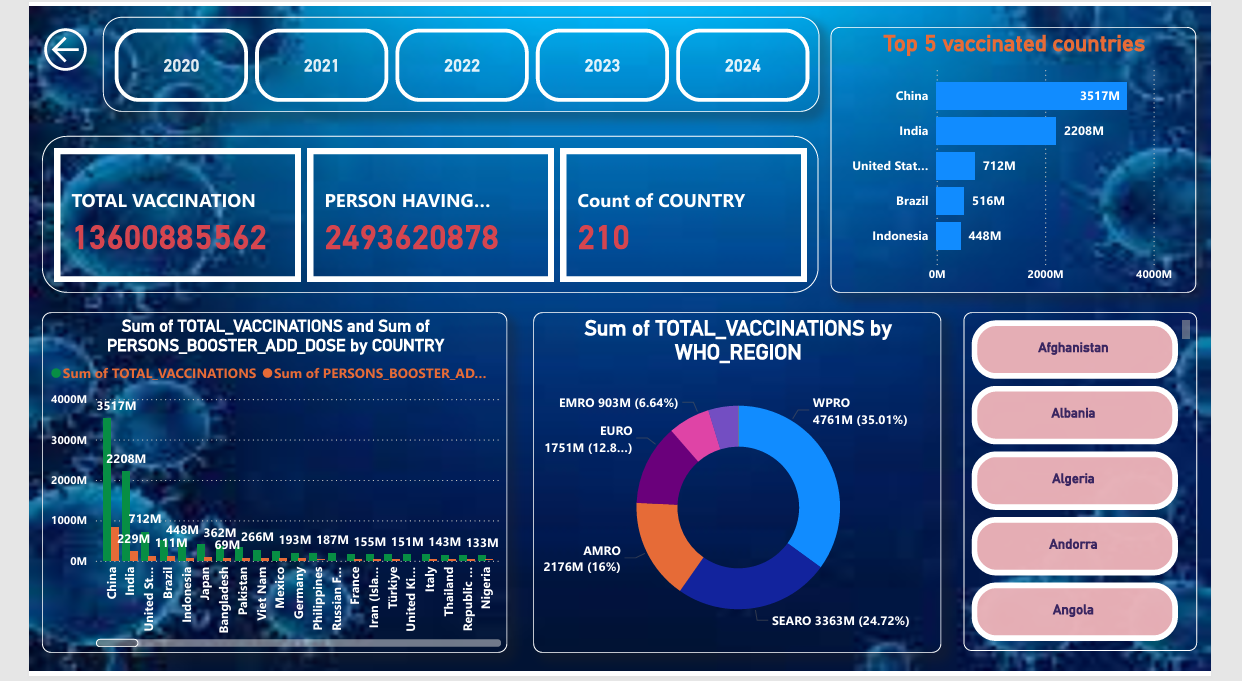 2020
2021
2022
2023
2024
Top 5 vaccinated countries
China
3517M
India
2208M
United Stat...
712M
Brazil
516M
Indonesia
448M
0M
2000M
4000M
TOTAL VACCINATION
13600885562
PERSON HAVING...
2493620878
Count of COUNTRY
210
Sum of TOTAL_VACCINATIONS and Sum of
PERSONS_BOOSTER_ADD_DOSE by COUNTRY
Sum of TOTAL_VACCINATIONS
Sum of PERSONS_BOOSTER_AD...
4000M
3000M
2000M
1000M
0M
3517M
2208M
229M
712M
111M
448M
362M
69M
266M
193M
187M
155M
151M
143M
133M
China
India
United St...
Brazil
Indonesia
Japan
Bangladesh
Pakistan
Viet Nam
Mexico
Germany
Philippines
Russian F...
France
Iran (Isla...
Türkiye
United Ki...
Italy
Thailand
Republic ...
Nigeria
Sum of TOTAL_VACCINATIONS by
WHO_REGION
EMRO 903M (6.64%)
WPRO
4761M (35.01%)
EURO
1751M (12.8...)
AMRO
2176M (16%)
SEARO 3363M (24.72%)
Afghanistan
Albania
Algeria
Andorra
Angola